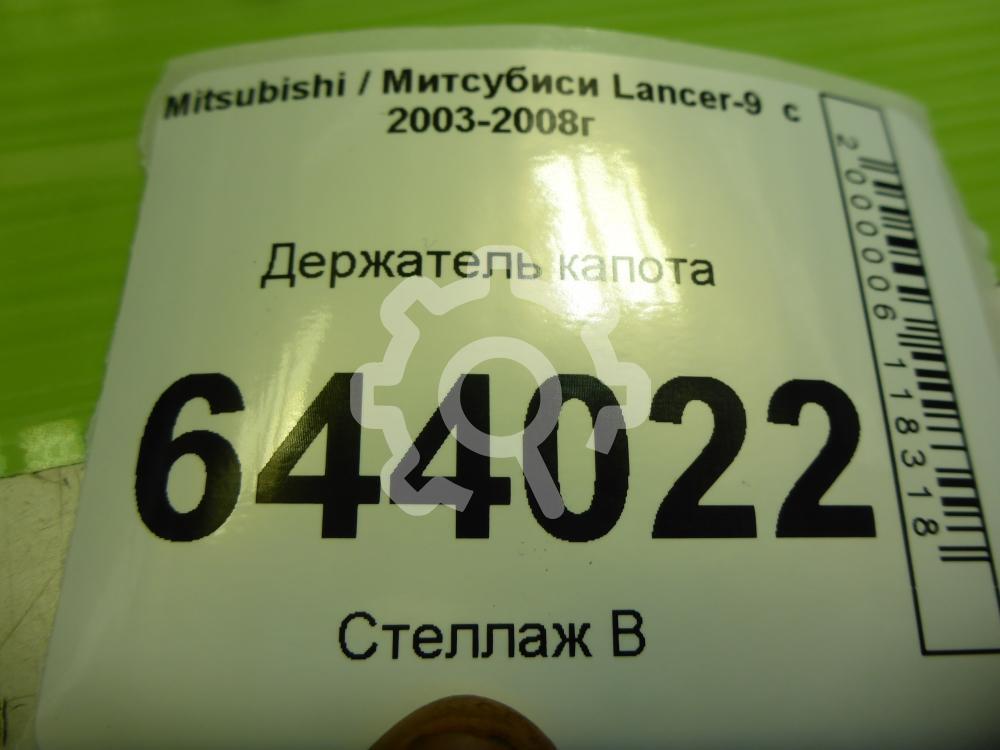 Mitsubishi / Митсубиси Lancer-9 с
2003-2008г
Держатель капота
644022
Стеллаж В
2000006118318